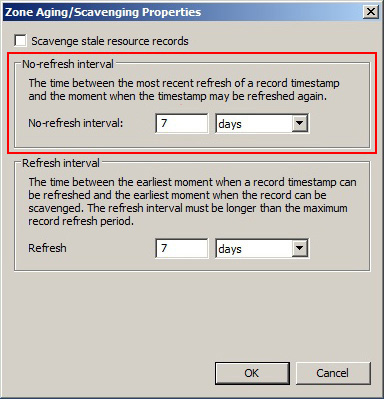 Zone Aging/Scavenging Properties
Scavenge stale resource records
No-refresh interval
The time between the most recent refresh of a record timestamp
and the moment when the timestamp may be refreshed again.
No-refresh interval: 7 days
Refresh interval
The time between the earliest moment when a record timestamp can
be refreshed and the earliest moment when the record can be
scavenged. The refresh interval must be longer than the maximum
record refresh period.
Refresh 7 days
OK Cancel